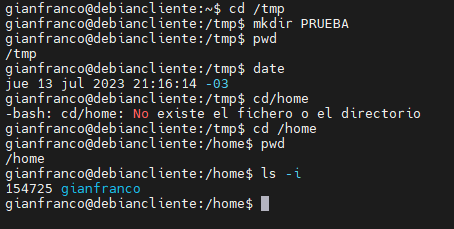 gianfranco@debiancliente:~$ cd /tmp
gianfranco@debiancliente:/tmp$ mkdir PRUEBA
gianfranco@debiancliente:/tmp$ pwd
/tmp
gianfranco@debiancliente:/tmp$ date
jue 13 jul 2023 21:16:14 -03
gianfranco@debiancliente:/tmp$ cd/home
-bash: cd/home: No existe el fichero o el directorio
gianfranco@debiancliente:/tmp$ cd /home
gianfranco@debiancliente:/home$ pwd
/home
gianfranco@debiancliente:/home$ ls -i
154725 gianfranco
gianfranco@debiancliente:/home$